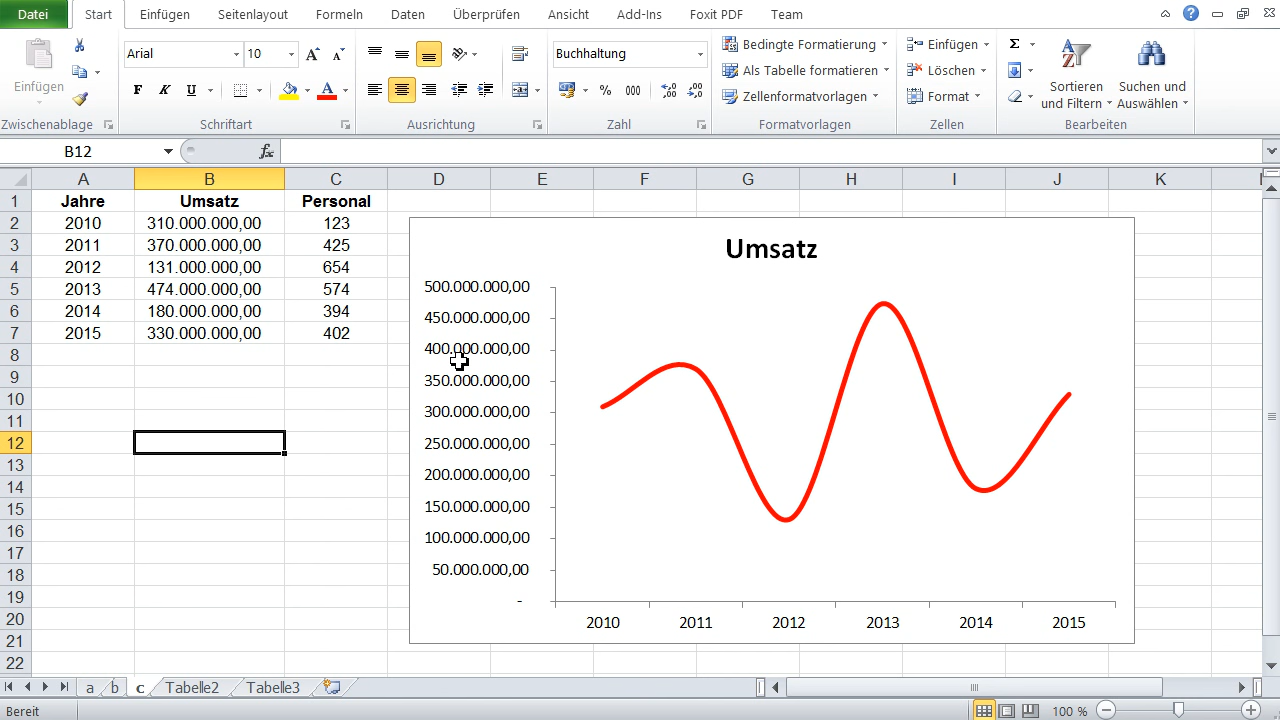 Datei Start Einfügen Seitenlayout Formeln Daten Überprüfen Ansicht Add-Ins Foxit PDF Team
Einfügen
Zwischenablage
Arial 10
F K U
Schriftart
Ausrichtung
Buchhaltung
% 000
Zahl
Bedingte Formatierung
Als Tabelle formatieren
Zellenformatvorlagen
Formatvorlagen
Einfügen
Löschen
Format
Zellen
Sortieren
und Filtern
Suchen und
Auswählen
Bearbeiten
B12 fx
A B C D E F G H I J K
1 Jahre Umsatz Personal
2 2010 310.000.000,00 123
3 2011 370.000.000,00 425
4 2012 131.000.000,00 654
5 2013 474.000.000,00 574
6 2014 180.000.000,00 394
7 2015 330.000.000,00 402
8
9
10
11
12
13
14
15
16
17
18
19
20
21
22
Umsatz
500.000.000,00
450.000.000,00
400.000.000,00
350.000.000,00
300.000.000,00
250.000.000,00
200.000.000,00
150.000.000,00
100.000.000,00
50.000.000,00
-
2010 2011 2012 2013 2014 2015
a b c Tabelle2 Tabelle3
Bereit 100 %